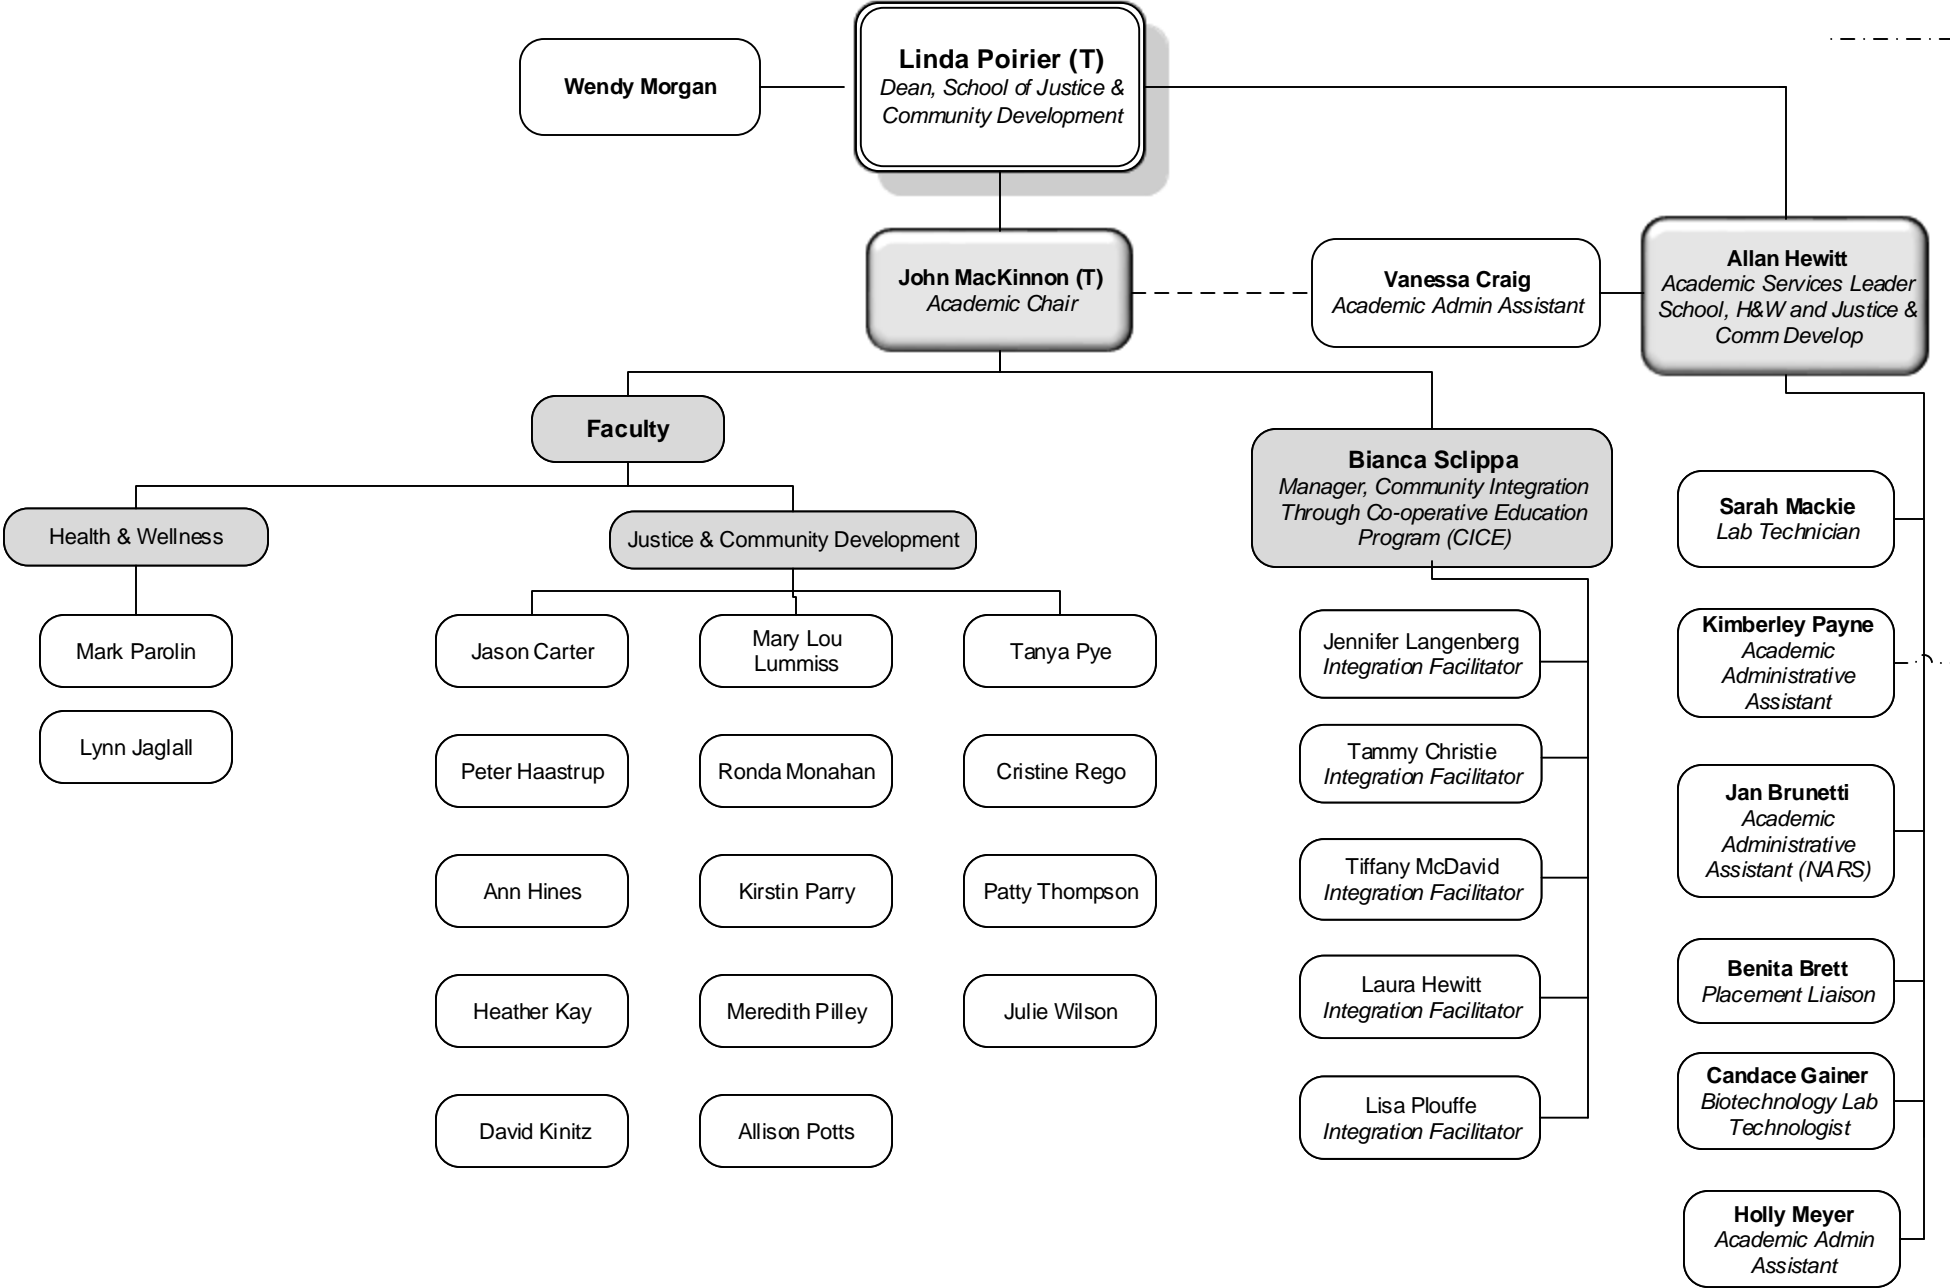 Wendy Morgan
Linda Poirier (T)
Dean, School of Justice &
Community Development
John MacKinnon (T)
Academic Chair
Vanessa Craig
Academic Admin Assistant
Allan Hewitt
Academic Services Leader
School, H&W and Justice &
Comm Develop
Faculty
Health & Wellness
Mark Parolin
Lynn Jaglall
Justice & Community Development
Jason Carter
Peter Haastrup
Ann Hines
Heather Kay
David Kinitz
Mary Lou
Lummiss
Ronda Monahan
Kirstin Parry
Meredith Pilley
Allison Potts
Tanya Pye
Cristine Rego
Patty Thompson
Julie Wilson
Bianca Sclippa
Manager, Community Integration
Through Co-operative Education
Program (CICE)
Jennifer Langenberg
Integration Facilitator
Tammy Christie
Integration Facilitator
Tiffany McDavid
Integration Facilitator
Laura Hewitt
Integration Facilitator
Lisa Plouffe
Integration Facilitator
Sarah Mackie
Lab Technician
Kimberley Payne
Academic
Administrative
Assistant
Jan Brunetti
Academic
Administrative
Assistant (NARS)
Benita Brett
Placement Liaison
Candace Gainer
Biotechnology Lab
Technologist
Holly Meyer
Academic Admin
Assistant